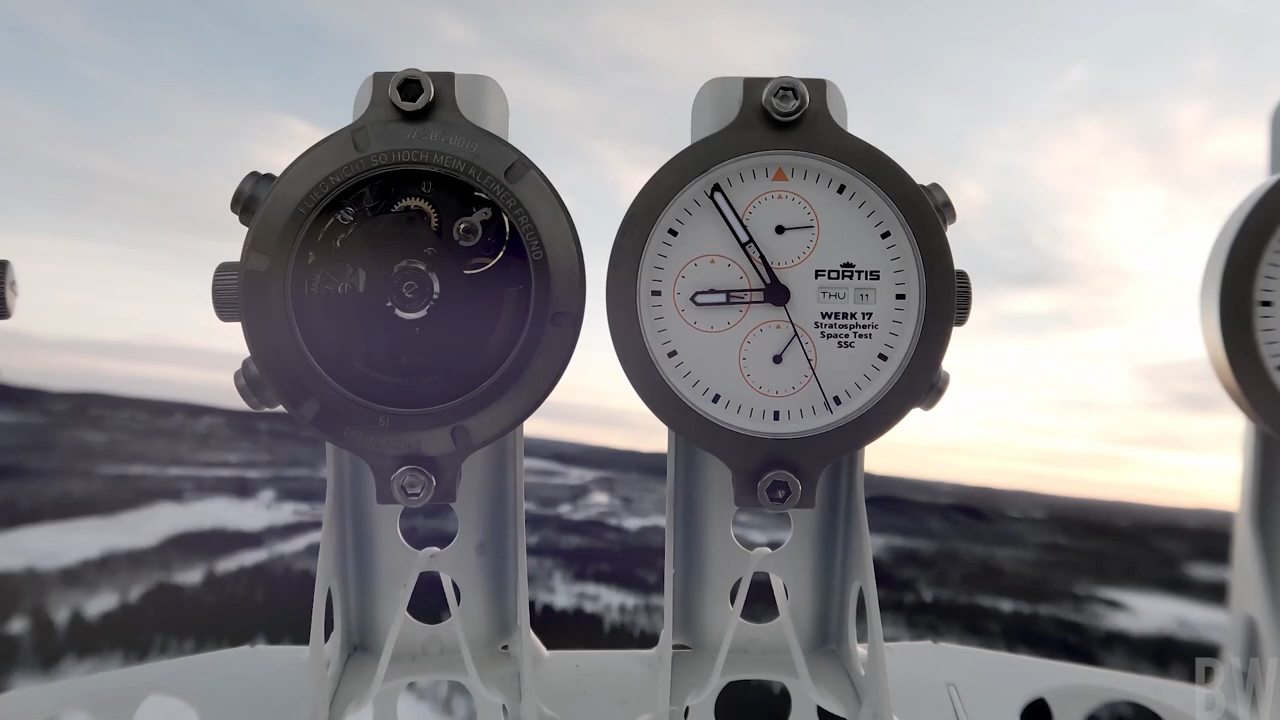 FLIEG NICHT SO HOCH MEIN KLEINER FREUND
FORTIS
THU 11
WERK 17
Stratospheric
Space Test
SSC
BW